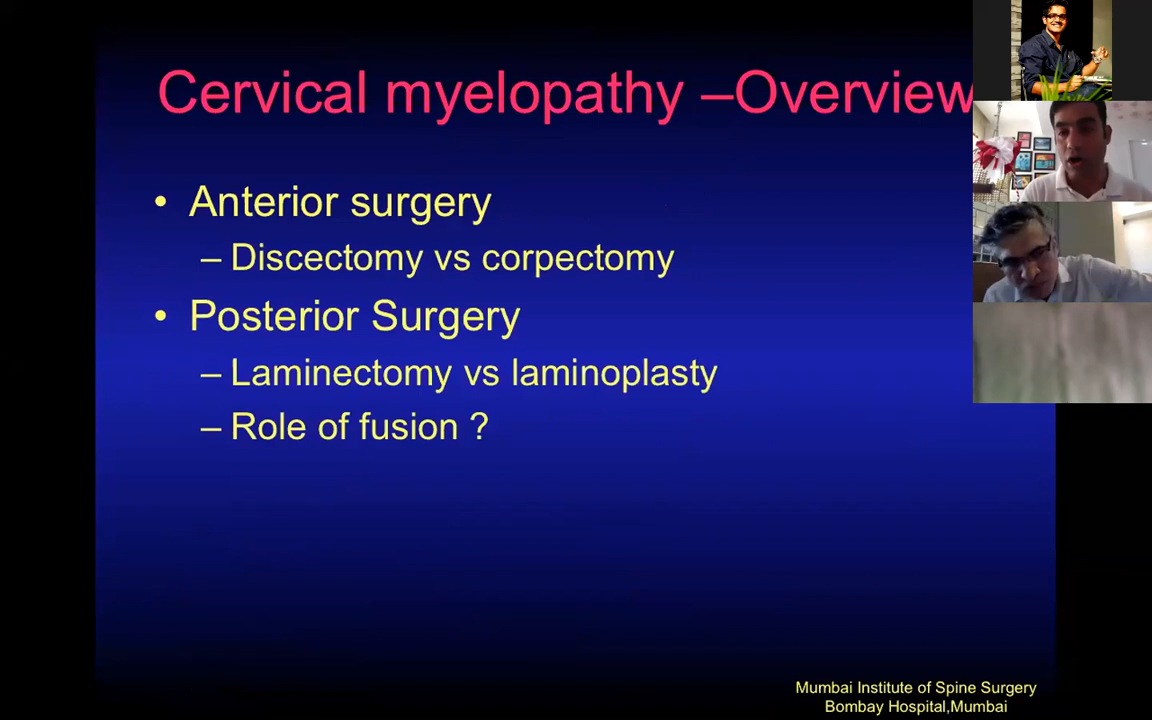 Cervical myelopathy –Overview
• Anterior surgery
– Discectomy vs corpectomy
• Posterior Surgery
– Laminectomy vs laminoplasty
– Role of fusion ?
Mumbai Institute of Spine Surgery
Bombay Hospital,Mumbai